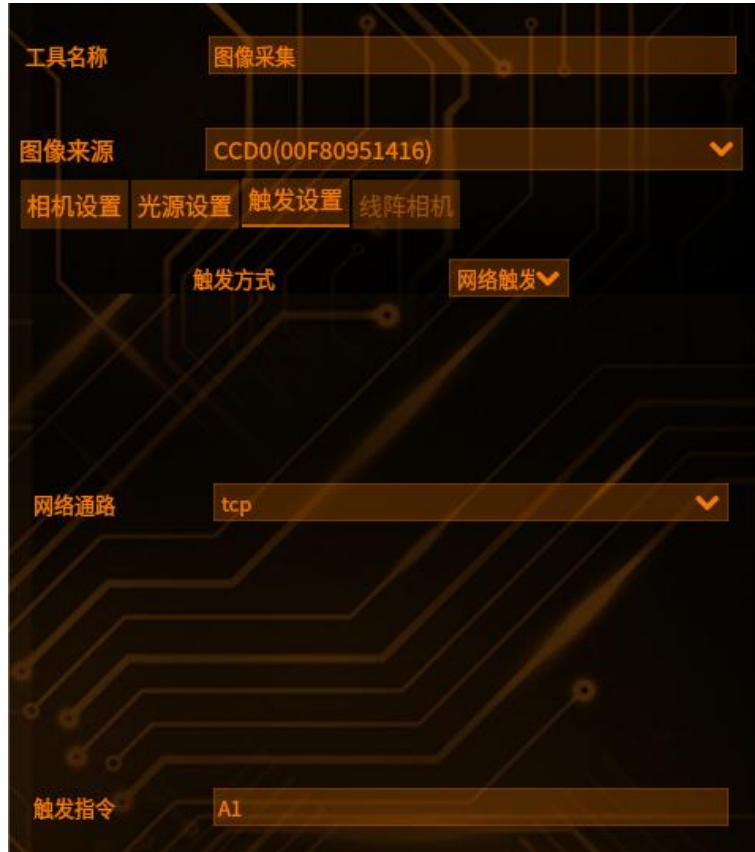 工具名称 图像采集
图像来源 CCD0(00F80951416)
相机设置 光源设置 触发设置 线阵相机
触发方式 网络触发
网络通路 tcp
触发指令 A1